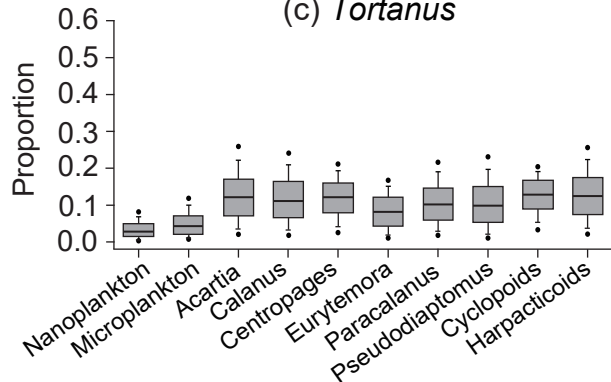 (c) Tortanus
Proportion
0.6
0.5
0.4
0.3
0.2
0.1
0.0
Nanoplankton
Microplankton
Acartia
Calanus
Centropages
Eurytemora
Paracalanus
Pseudodiaptomus
Cyclopoids
Harpacticoids